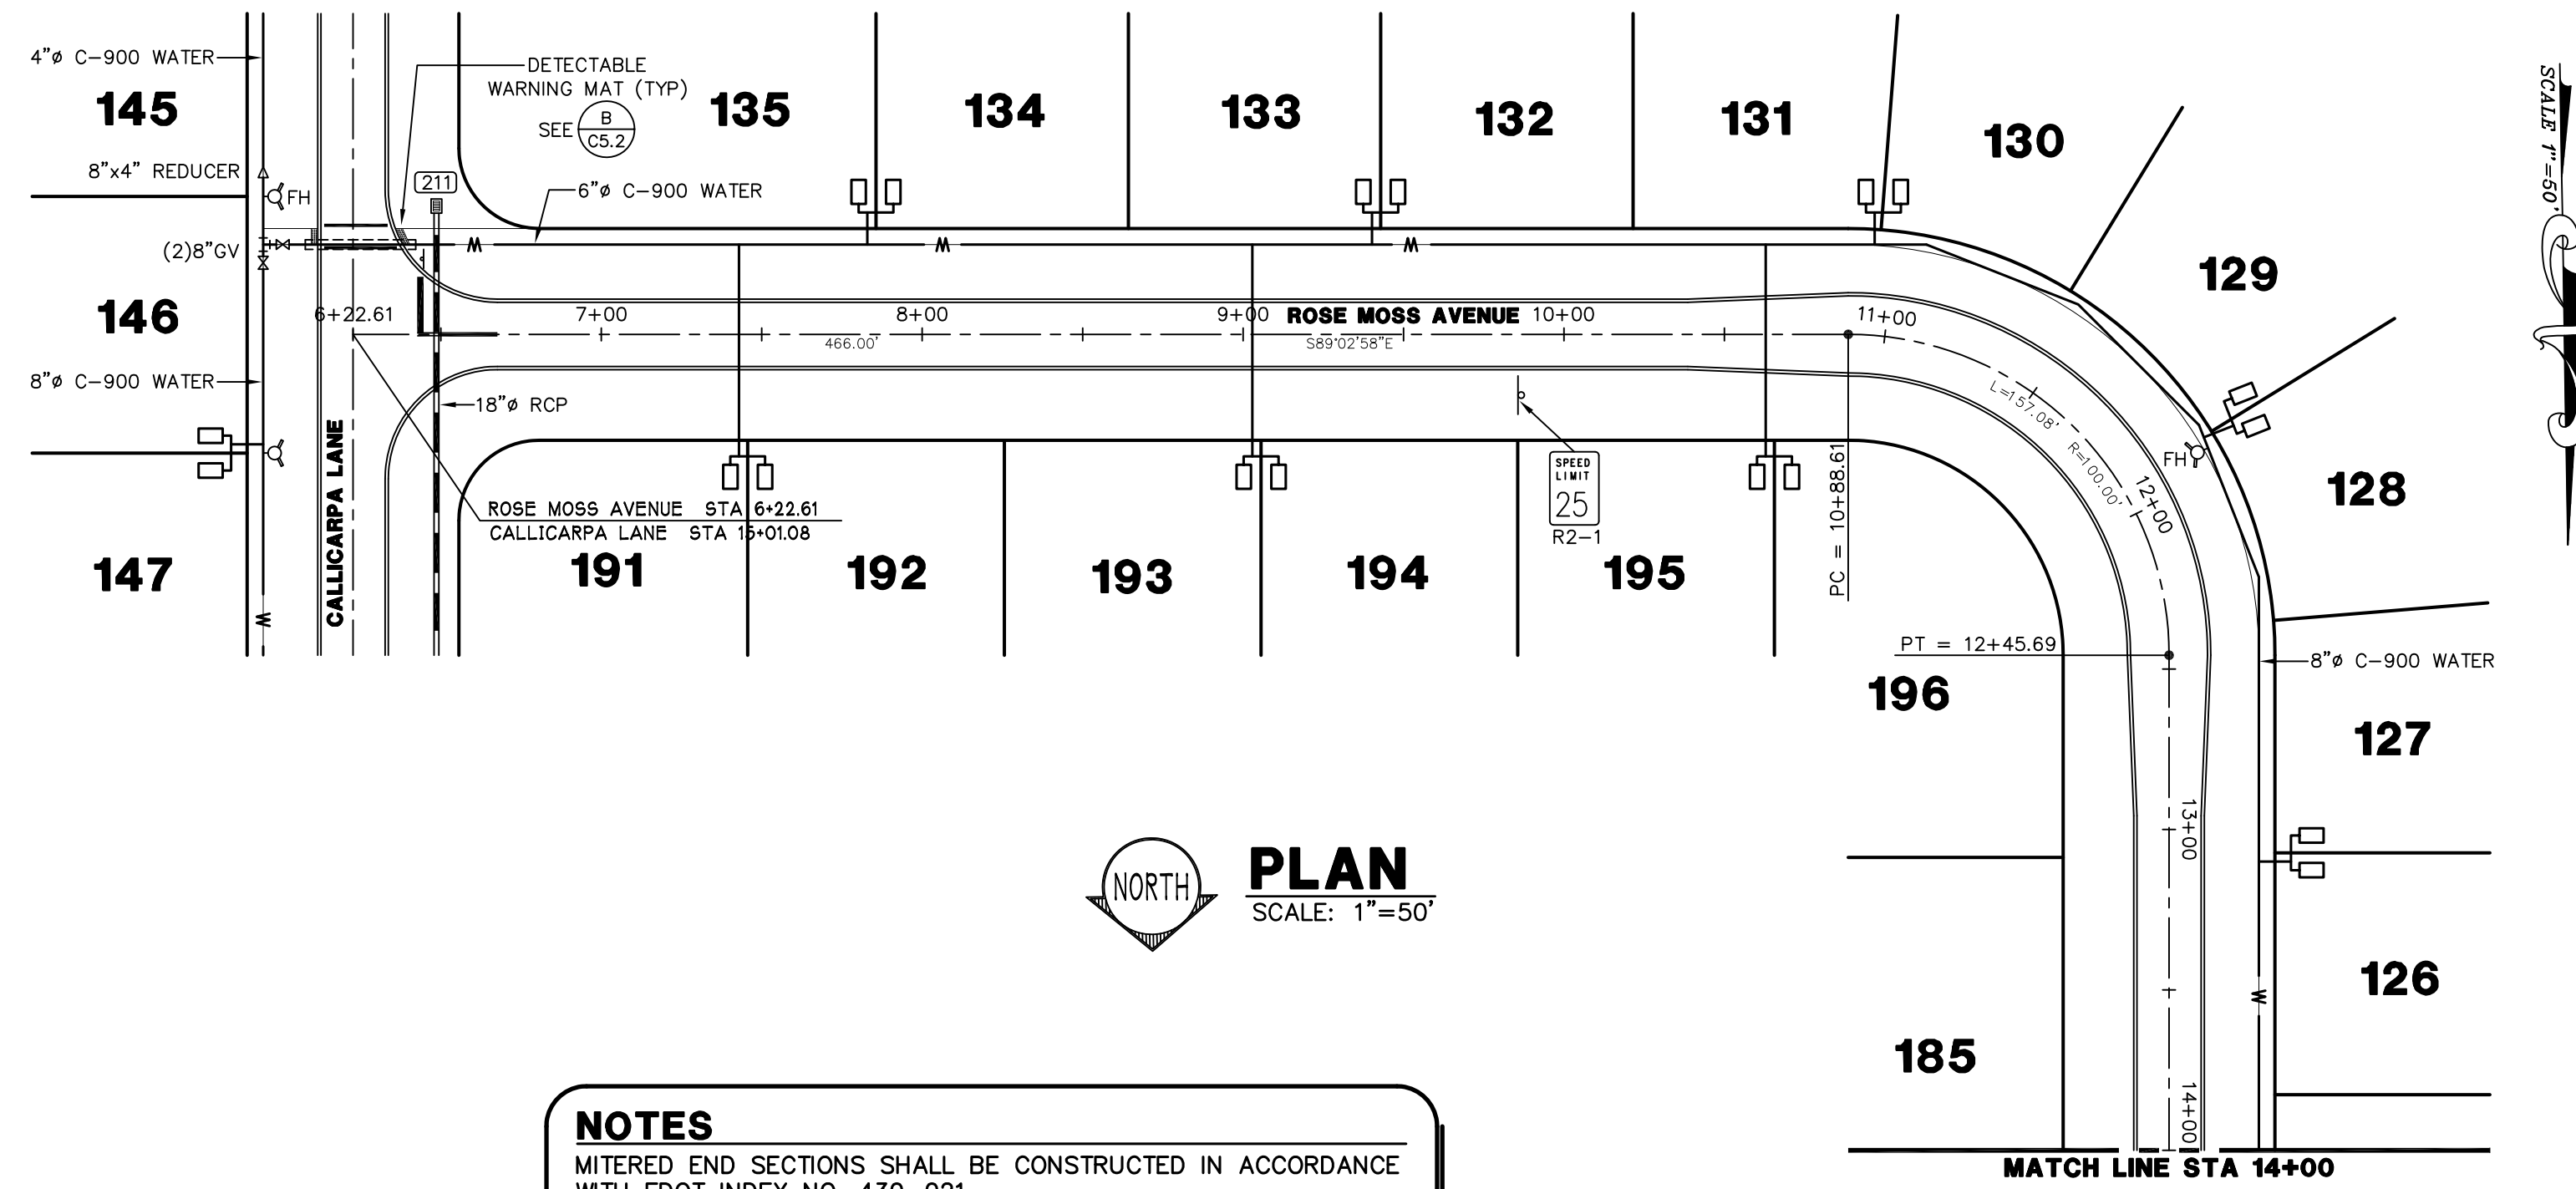 4"ø C-900 WATER
145
8"x4" REDUCER
FH
(2)8"GV
146
8"ø C-900 WATER
147
CALLICARPA LANE
DETECTABLE
WARNING MAT (TYP)
SEE B
C5.2
211
6"ø C-900 WATER
135
134
133
132
131
130
129
128
127
126
6+22.61
7+00
8+00
9+00
ROSE MOSS AVENUE
10+00
11+00
466.00'
S89°02'58"E
18"ø RCP
ROSE MOSS AVENUE STA 6+22.61
CALLICARPA LANE STA 15+01.08
191
192
193
194
195
SPEED
LIMIT
25
R2-1
PC = 10+88.61
L=157.08'
R=100.00'
12+00
FH
PT = 12+45.69
196
8"ø C-900 WATER
13+00
185
14+00
MATCH LINE STA 14+00
W
W
W
W
W
NORTH
PLAN
SCALE: 1"=50'
SCALE 1"=50'
NOTES
MITERED END SECTIONS SHALL BE CONSTRUCTED IN ACCORDANCE
WITH FDOT INDEX NO. 430-021